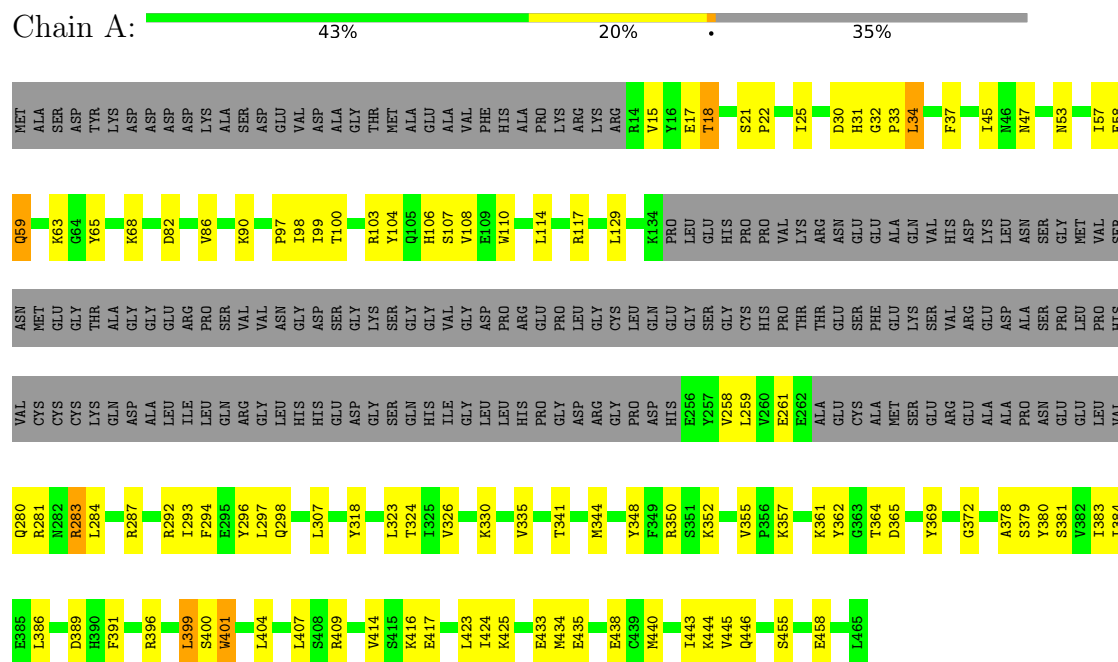 Chain A:
43% 20% • 35%
MET ALA SER ASP TYR LYS ASP ASP ASP ASP LYS ALA SER ASP GLU VAL ASP ALA GLY THR MET ALA GLU ALA VAL PHE HIS ALA PRO LYS ARG LYS ARG R14 V15 Y16 E17 T18 S21 P22 I25 D30 H31 G32 P33 L34 F37 I45 N46 N47 N53 I57 E58
Q59 K63 G64 Y65 K68 D82 V86 K90 P97 I98 I99 T100 R103 Y104 Q105 H106 S107 V108 E109 W110 L114 R117 L129 K134 PRO LEU GLU HIS PRO PRO VAL LYS ARG ASN GLU GLU ALA GLN VAL HIS ASP LYS LEU ASN SER GLY MET VAL SER
ASN MET GLU GLY THR ALA GLY GLY GLU ARG PRO SER VAL VAL ASN GLY ASP SER GLY LYS SER GLY GLY VAL GLY ASP PRO ARG GLU PRO LEU GLY CYS LEU GLN GLU GLY SER GLY CYS HIS PRO THR THR GLU SER PHE GLU LYS SER VAL ARG GLU ASP ALA SER PRO LEU PRO HIS
VAL CYS CYS CYS LYS GLN ASP ALA LEU ILE LEU GLN ARG GLY LEU HIS HIS GLU ASP GLY SER GLN HIS ILE GLY LEU LEU HIS PRO GLY ASP ARG GLY PRO ASP HIS E256 Y257 V258 L259 V260 E261 E262 ALA GLU CYS ALA MET SER GLU ARG GLU ALA ALA PRO ASN GLU GLU LEU VAL
Q280 R281 N282 R283 L284 R287 R292 I293 F294 E295 Y296 L297 Q298 L307 Y318 L323 T324 I325 V326 K330 V335 T341 M344 Y348 F349 R350 S351 K352 V355 P356 K357 K361 Y362 G363 T364 D365 Y369 G372 A378 S379 Y380 S381 V382 I383
E385 L386 D389 H390 F391 R396 L399 S400 W401 L404 L407 S408 R409 V414 S415 K416 E417 L423 I424 K425 E433 M434 E435 E438 C439 M440 I443 K444 V445 Q446 S455 E458 L465